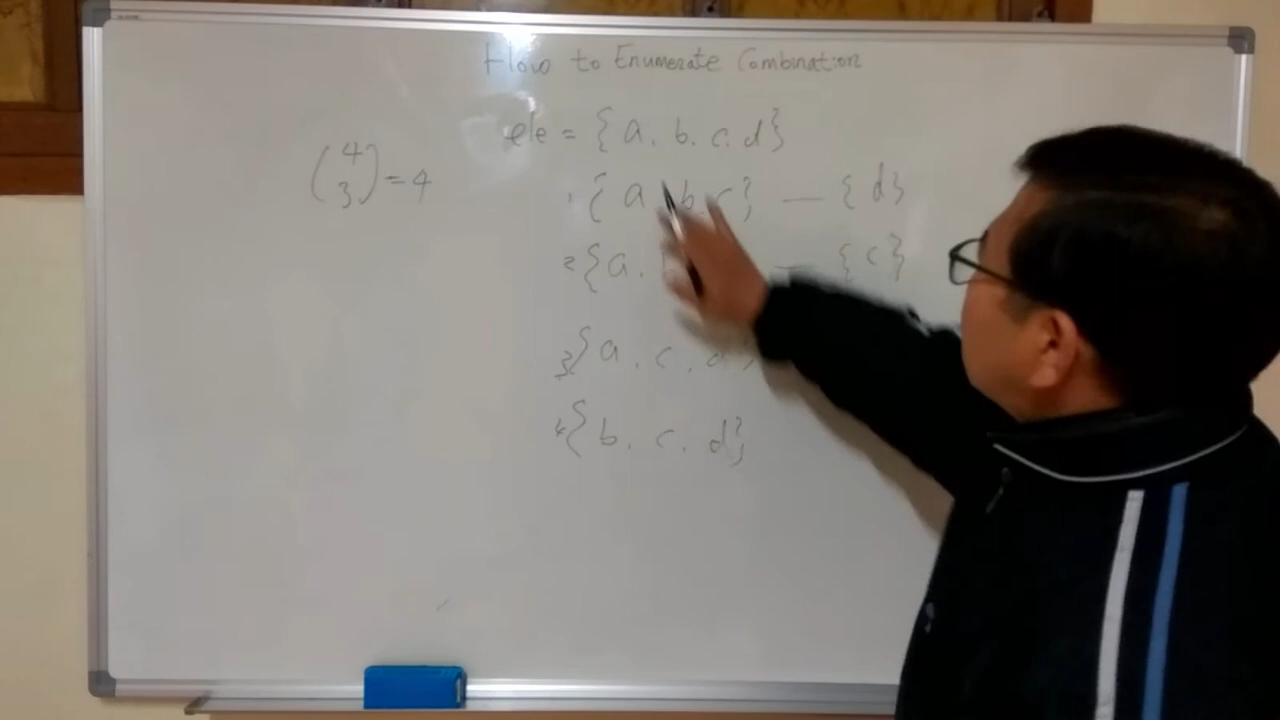 How to Enumerate Combination
ele = {a. b. c. d}
(4 3) = 4
1 {a. b. c} — {d}
2 {a. — {c}
3 {a. c. d}
4 {b. c. d}